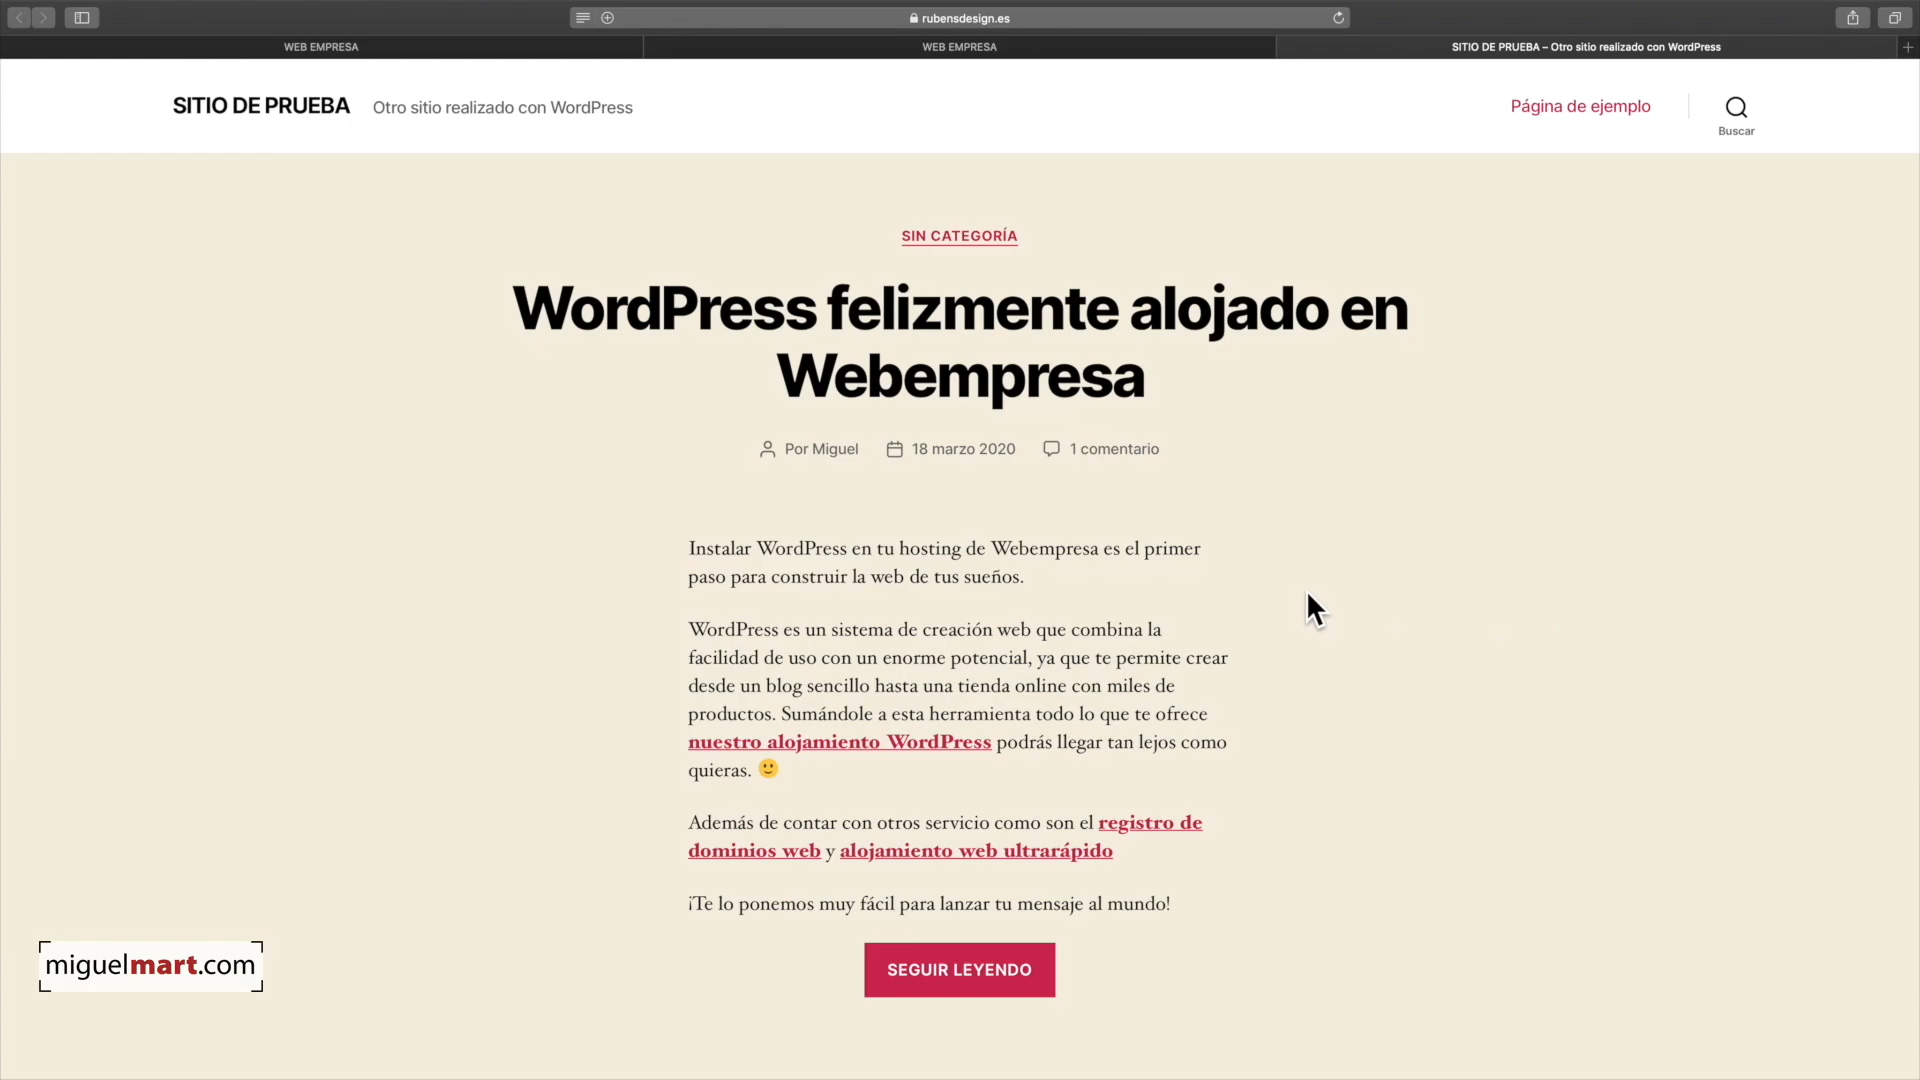 rubensdesign.es
WEB EMPRESA
WEB EMPRESA
SITIO DE PRUEBA – Otro sitio realizado con WordPress
SITIO DE PRUEBA
Otro sitio realizado con WordPress
Página de ejemplo
Buscar
SIN CATEGORÍA
WordPress felizmente alojado en
Webempresa
Por Miguel
18 marzo 2020
1 comentario
Instalar WordPress en tu hosting de Webempresa es el primer
paso para construir la web de tus sueños.
WordPress es un sistema de creación web que combina la
facilidad de uso con un enorme potencial, ya que te permite crear
desde un blog sencillo hasta una tienda online con miles de
productos. Sumándole a esta herramienta todo lo que te ofrece
nuestro alojamiento WordPress podrás llegar tan lejos como
quieras. 🙂
Además de contar con otros servicio como son el registro de
dominios web y alojamiento web ultrarápido
¡Te lo ponemos muy fácil para lanzar tu mensaje al mundo!
SEGUIR LEYENDO
miguelmart.com